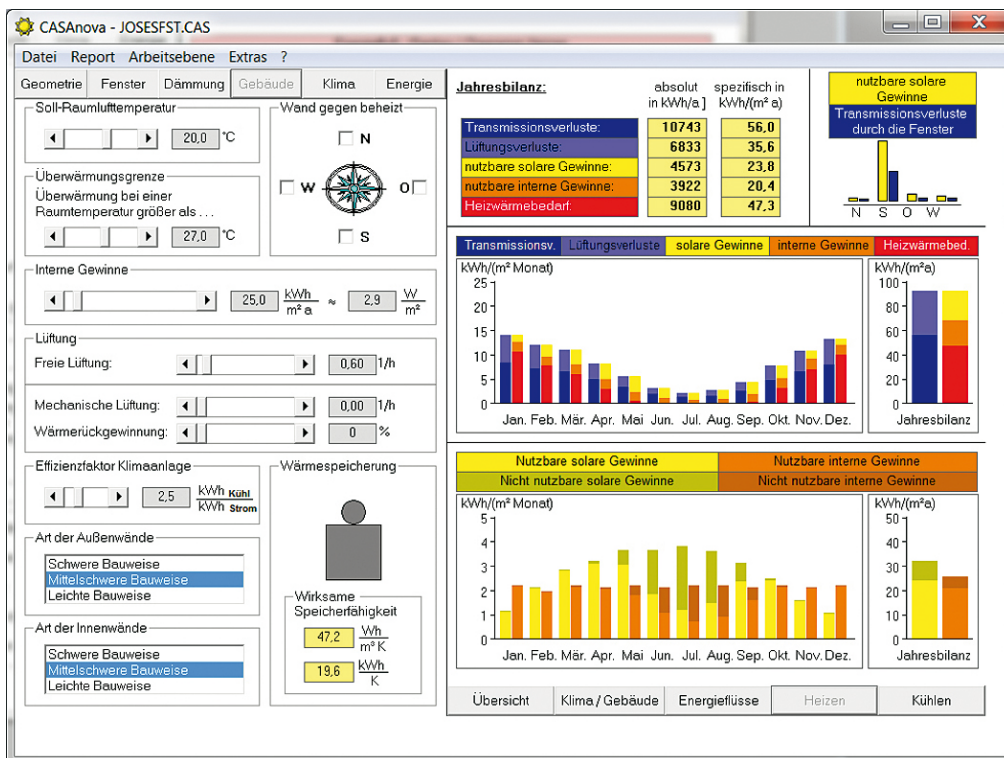 CASAnova - JOSESFST.CAS
Datei Report Arbeitsebene Extras ?
Geometrie Fenster Dämmung Gebäude Klima Energie
Soll-Raumlufttemperatur
20,0 °C
Überwärmungsgrenze
Überwärmung bei einer
Raumtemperatur größer als . . .
27,0 °C
Wand gegen beheizt
N
W O
S
Interne Gewinne
25,0 kWh/m² a ≈ 2,9 W/m²
Lüftung
Freie Lüftung: 0,60 1/h
Mechanische Lüftung: 0,00 1/h
Wärmerückgewinnung: 0 %
Effizienzfaktor Klimaanlage
2,5 kWh Kühl
kWh Strom
Art der Außenwände
Schwere Bauweise
Mittelschwere Bauweise
Leichte Bauweise
Art der Innenwände
Schwere Bauweise
Mittelschwere Bauweise
Leichte Bauweise
Wärmespeicherung
Wirksame
Speicherfähigkeit
47,2 Wh/m³ K
19,6 kWh/K
Jahresbilanz: absolut spezifisch in
in kWh/a ] kWh/(m² a)
Transmissionsverluste: 10743 56,0
Lüftungsverluste: 6833 35,6
nutzbare solare Gewinne: 4573 23,8
nutzbare interne Gewinne: 3922 20,4
Heizwärmebedarf: 9080 47,3
nutzbare solare
Gewinne
Transmissionsverluste
durch die Fenster
N S O W
Transmissionsv. Lüftungsverluste solare Gewinne interne Gewinne Heizwärmebed.
kWh/(m² Monat)
25
20
15
10
5
0
Jan. Feb. Mär. Apr. Mai Jun. Jul. Aug. Sep. Okt. Nov. Dez.
kWh/(m²a)
100
80
60
40
20
0
Jahresbilanz
Nutzbare solare Gewinne Nutzbare interne Gewinne
Nicht nutzbare solare Gewinne Nicht nutzbare interne Gewinne
kWh/(m² Monat)
5
4
3
2
1
0
Jan. Feb. Mär. Apr. Mai Jun. Jul. Aug. Sep. Okt. Nov. Dez.
kWh/(m²a)
50
40
30
20
10
0
Jahresbilanz
Übersicht Klima / Gebäude Energieflüsse Heizen Kühlen